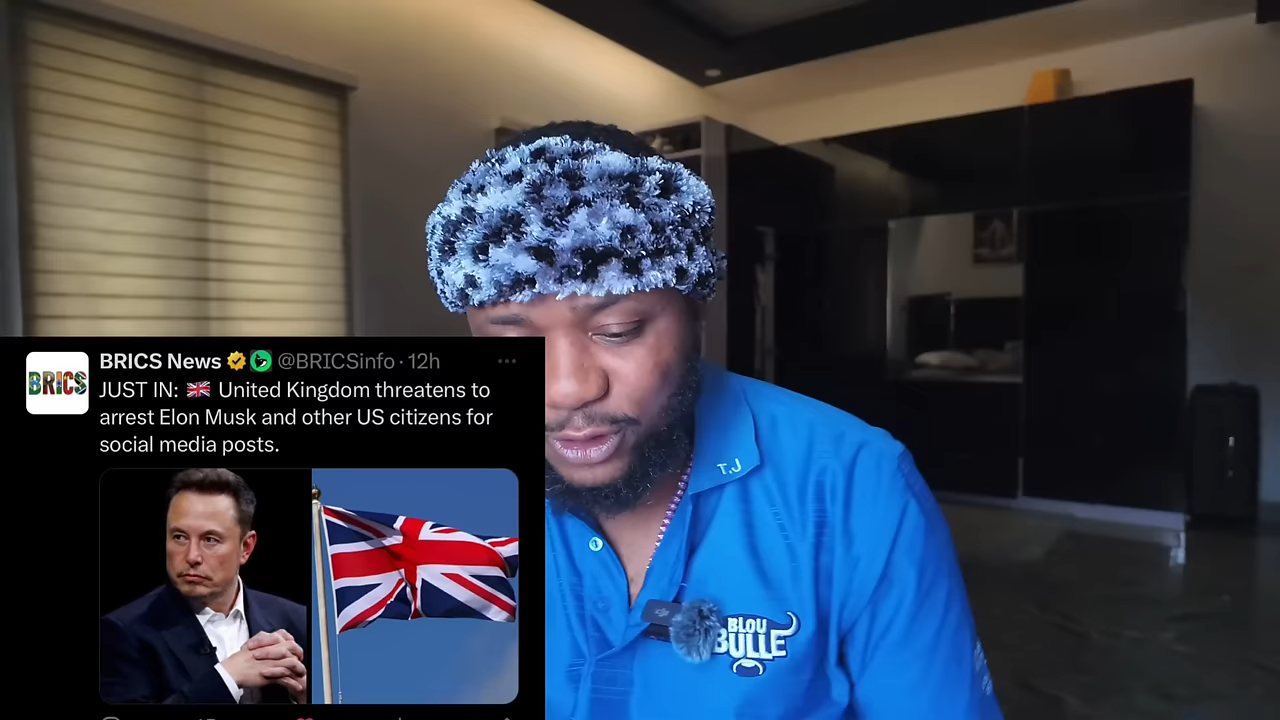 BRICS
BRICS News @BRICSinfo · 12h
JUST IN: 🇬🇧 United Kingdom threatens to
arrest Elon Musk and other US citizens for
social media posts.
T.J
BLOU
BULLE